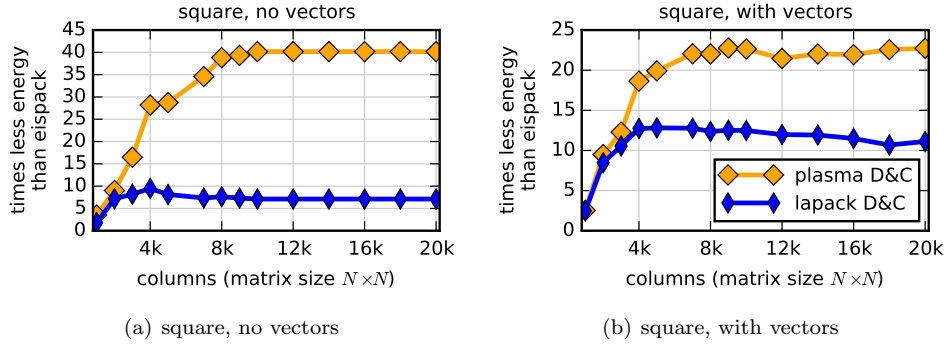 square, no vectors
times less energy
than eispack
45
40
35
30
25
20
15
10
5
0
4k 8k 12k 16k 20k
columns (matrix size N×N)
(a) square, no vectors
square, with vectors
times less energy
than eispack
25
20
15
10
5
0
plasma D&C
lapack D&C
4k 8k 12k 16k 20k
columns (matrix size N×N)
(b) square, with vectors